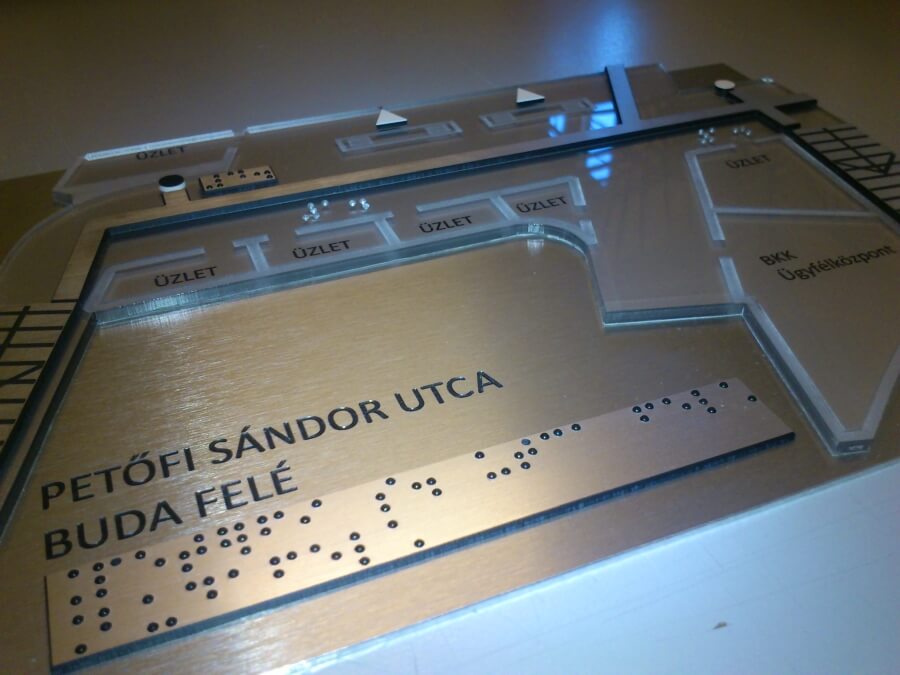 ÜZLET
ÜZLET
ÜZLET
ÜZLET
ÜZLET
ÜZLET
BKK
Ügyfélközpont
PETŐFI SÁNDOR UTCA
BUDA FELÉ